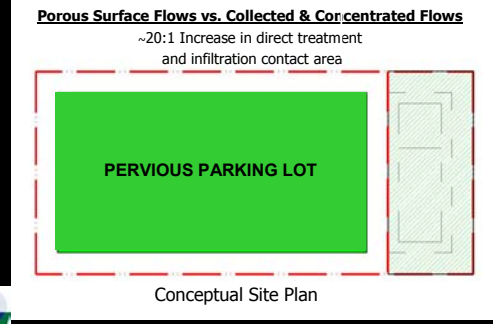 Porous Surface Flows vs. Collected & Concentrated Flows
~20:1 Increase in direct treatment
and infiltration contact area
PERVIOUS PARKING LOT
Conceptual Site Plan